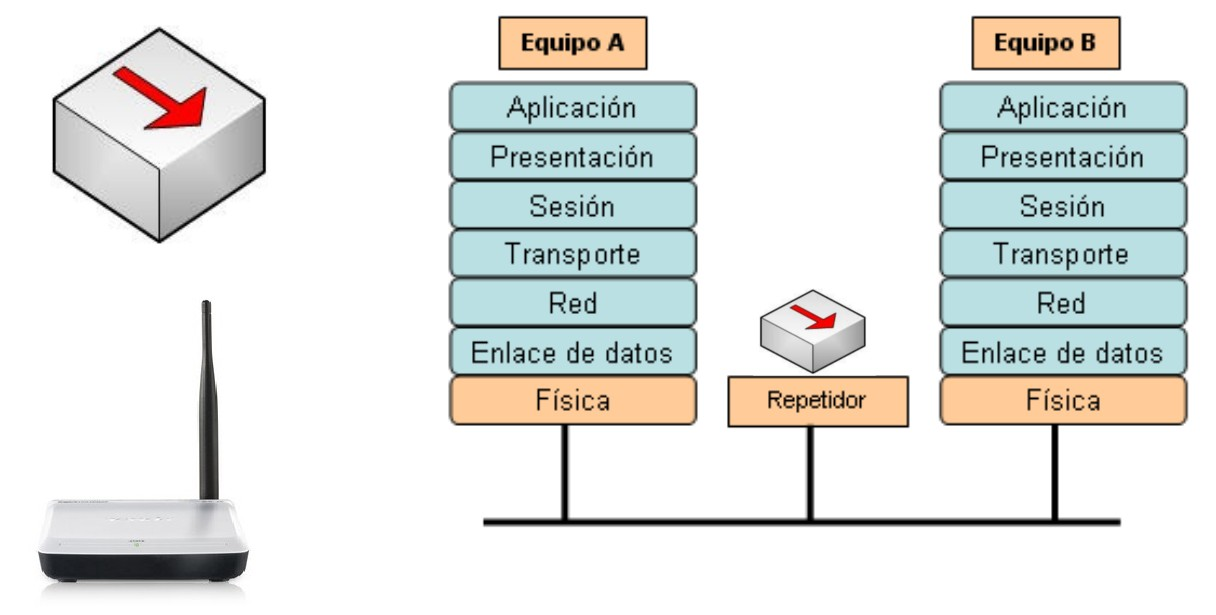 Equipo A
Aplicación
Presentación
Sesión
Transporte
Red
Enlace de datos
Física
Repetidor
Equipo B
Aplicación
Presentación
Sesión
Transporte
Red
Enlace de datos
Física